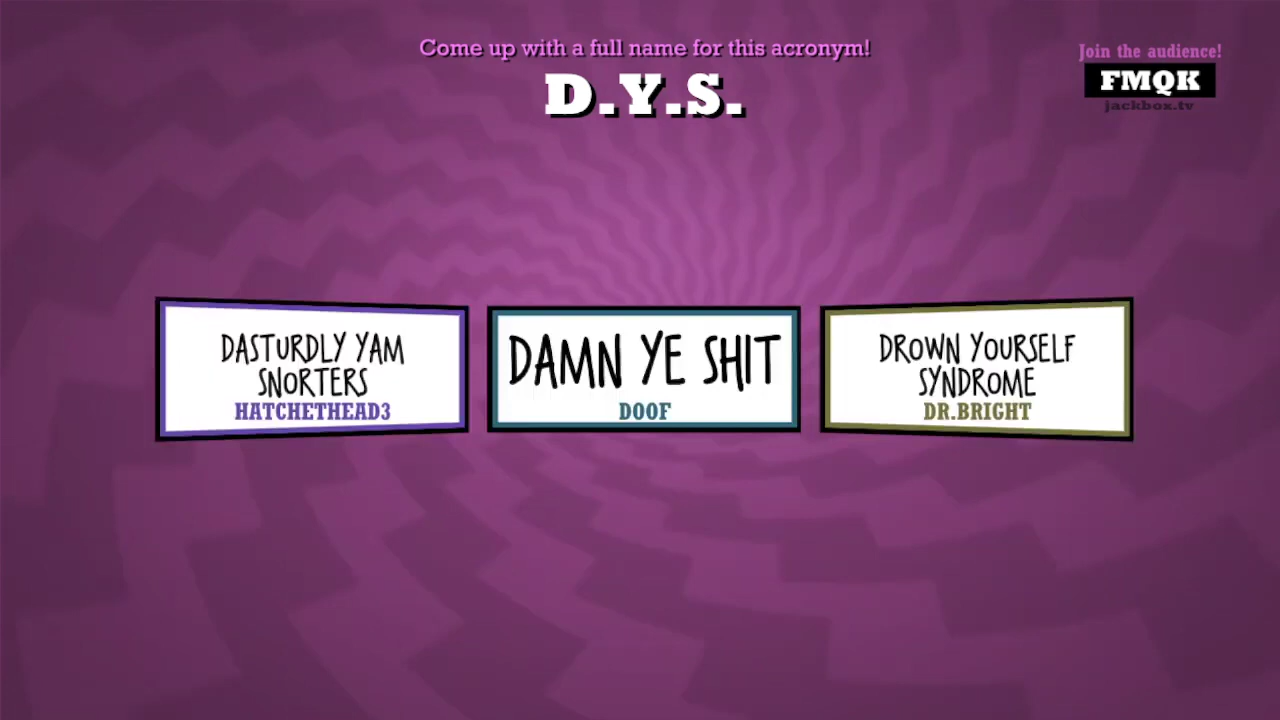 Come up with a full name for this acronym!
D.Y.S.
Join the audience!
FMQK
jackbox.tv
DASTURDLY YAM
SNORTERS
HATCHETHEAD3
DAMN YE SHIT
DOOF
DROWN YOURSELF
SYNDROME
DR.BRIGHT